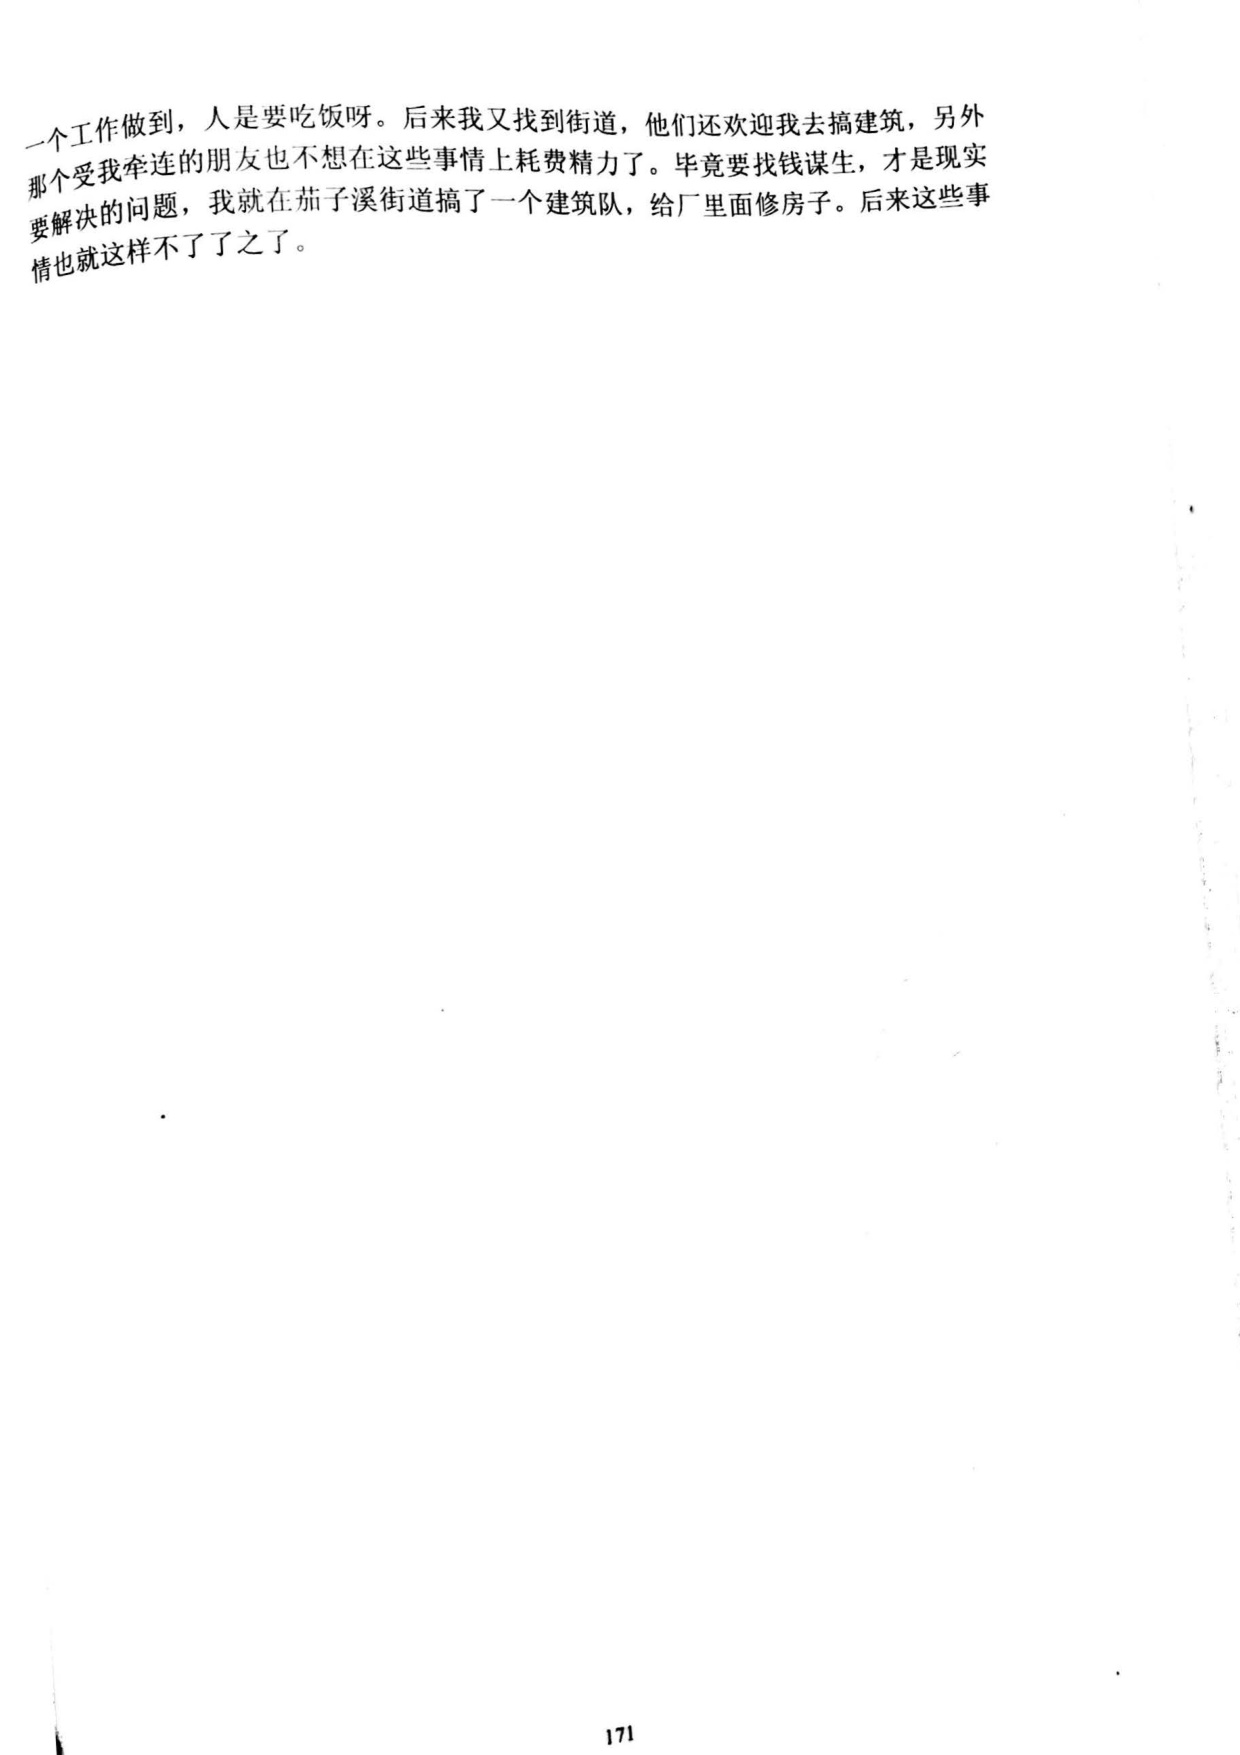 一个工作做到，人是要吃饭呀。后来我又找到街道，他们还欢迎我去搞建筑，另外
那个受我牵连的朋友也不想在这些事情上耗费精力了。毕竟要找钱谋生，才是现实
要解决的问题，我就在茄子溪街道搞了一个建筑队，给厂里面修房子。后来这些事
情也就这样不了了之了。
171